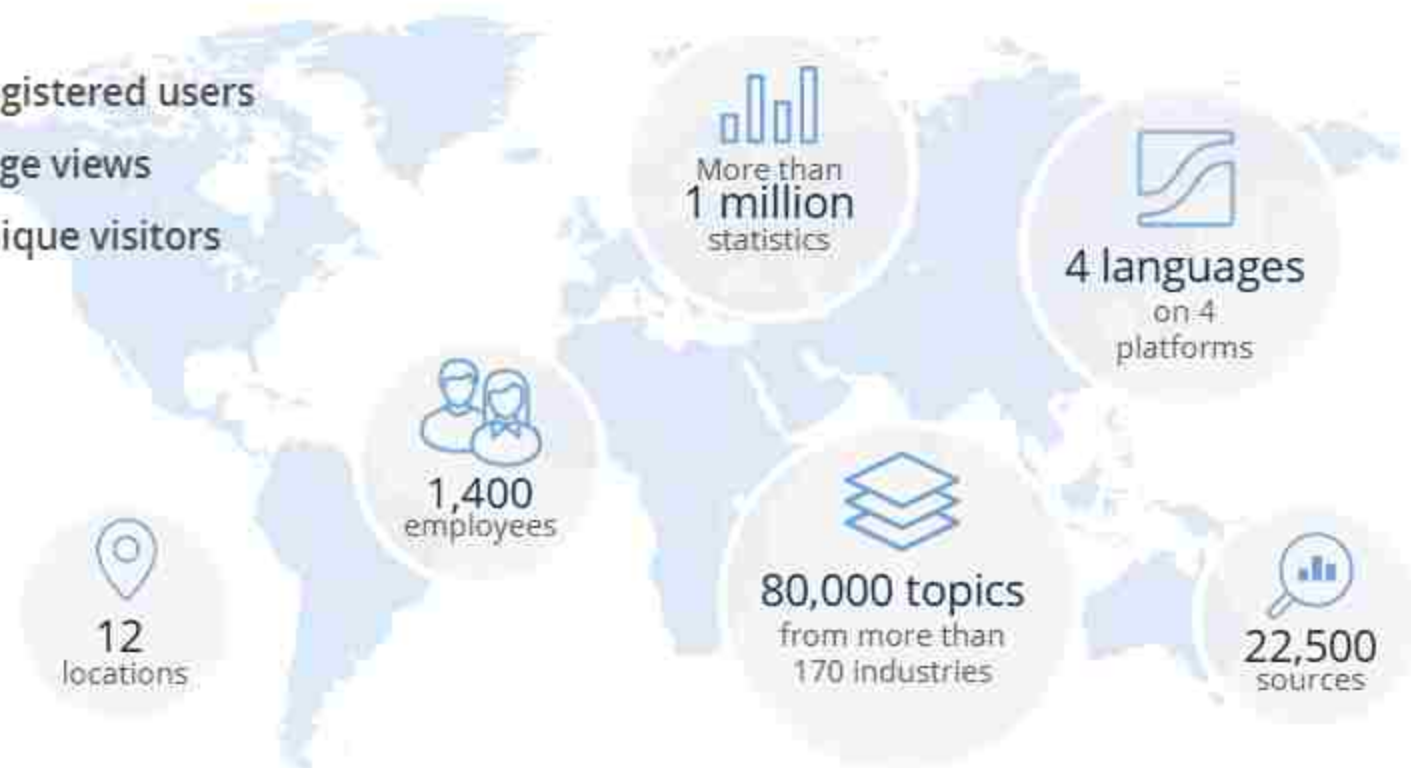 gistered users
ge views
ique visitors
More than
1 million
statistics
4 languages
on 4
platforms
1,400
employees
12
locations
80,000 topics
from more than
170 industries
22,500
sources